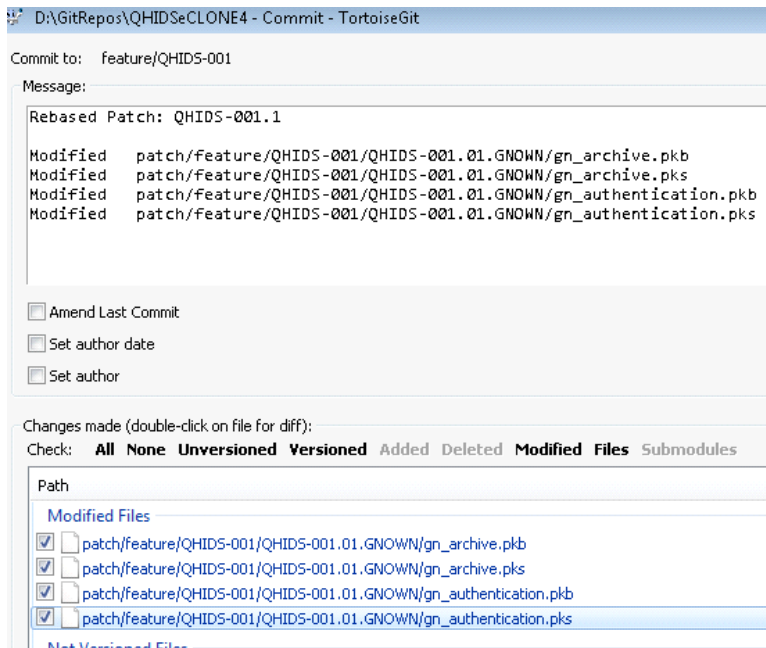 D:\GitRepos\QHIDSeCLONE4 - Commit - TortoiseGit
Commit to: feature/QHIDS-001
Message:
Rebased Patch: QHIDS-001.1
Modified patch/feature/QHIDS-001/QHIDS-001.01.GNOWN/gn_archive.pkb
Modified patch/feature/QHIDS-001/QHIDS-001.01.GNOWN/gn_archive.pks
Modified patch/feature/QHIDS-001/QHIDS-001.01.GNOWN/gn_authentication.pkb
Modified patch/feature/QHIDS-001/QHIDS-001.01.GNOWN/gn_authentication.pks
Amend Last Commit
Set author date
Set author
Changes made (double-click on file for diff):
Check: All None Unversioned Versioned Added Deleted Modified Files Submodules
Path
Modified Files
patch/feature/QHIDS-001/QHIDS-001.01.GNOWN/gn_archive.pkb
patch/feature/QHIDS-001/QHIDS-001.01.GNOWN/gn_archive.pks
patch/feature/QHIDS-001/QHIDS-001.01.GNOWN/gn_authentication.pkb
patch/feature/QHIDS-001/QHIDS-001.01.GNOWN/gn_authentication.pks
Not Versioned Files